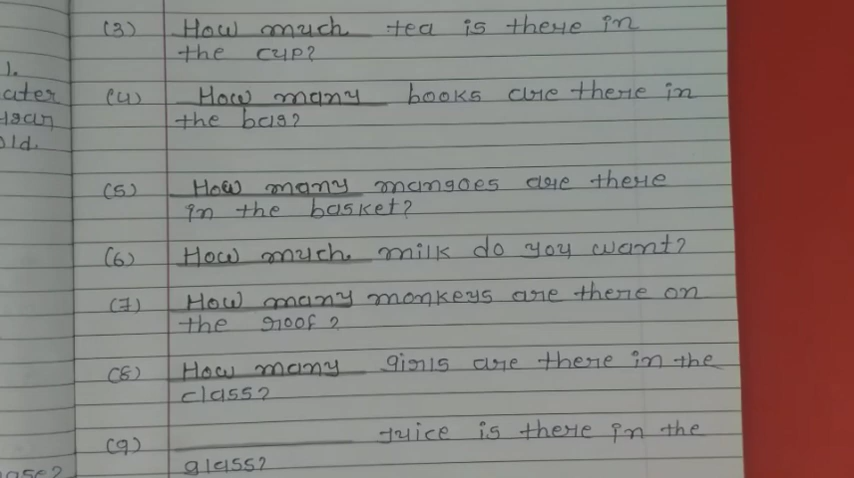 (3) How much tea is there in
the cup?
1.
(4) How many books are there in
the bag?
old.
(5) How many mangoes are there
in the basket?
(6) How much milk do you want?
(7) How many monkeys are there on
the roof?
(8) How many girls are there in the
class?
(9) ____________ juice is there in the
glass?